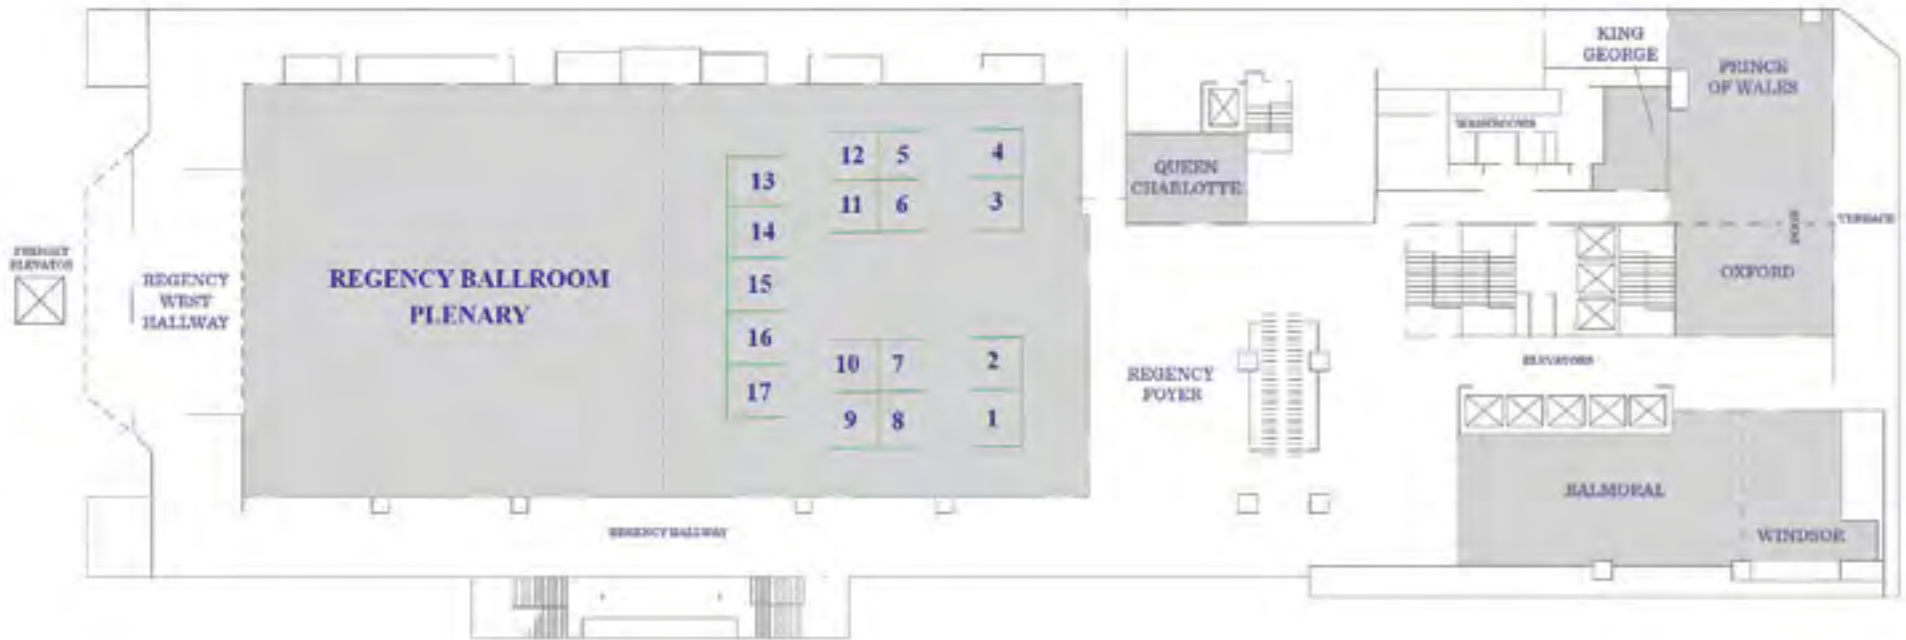 KING
GEORGE
PRINCE
OF WALES
WASHROOMS
12 5 4
QUEEN
CHARLOTTE
13
11 6 3
14
TERRACE
FREIGHT
ELEVATOR
REGENCY
WEST
HALLWAY
REGENCY BALLROOM
PLENARY
15
OXFORD
16
10 7 2
ELEVATORS
REGENCY
FOYER
17
9 8 1
BALMORAL
REGENCY HALLWAY
WINDSOR